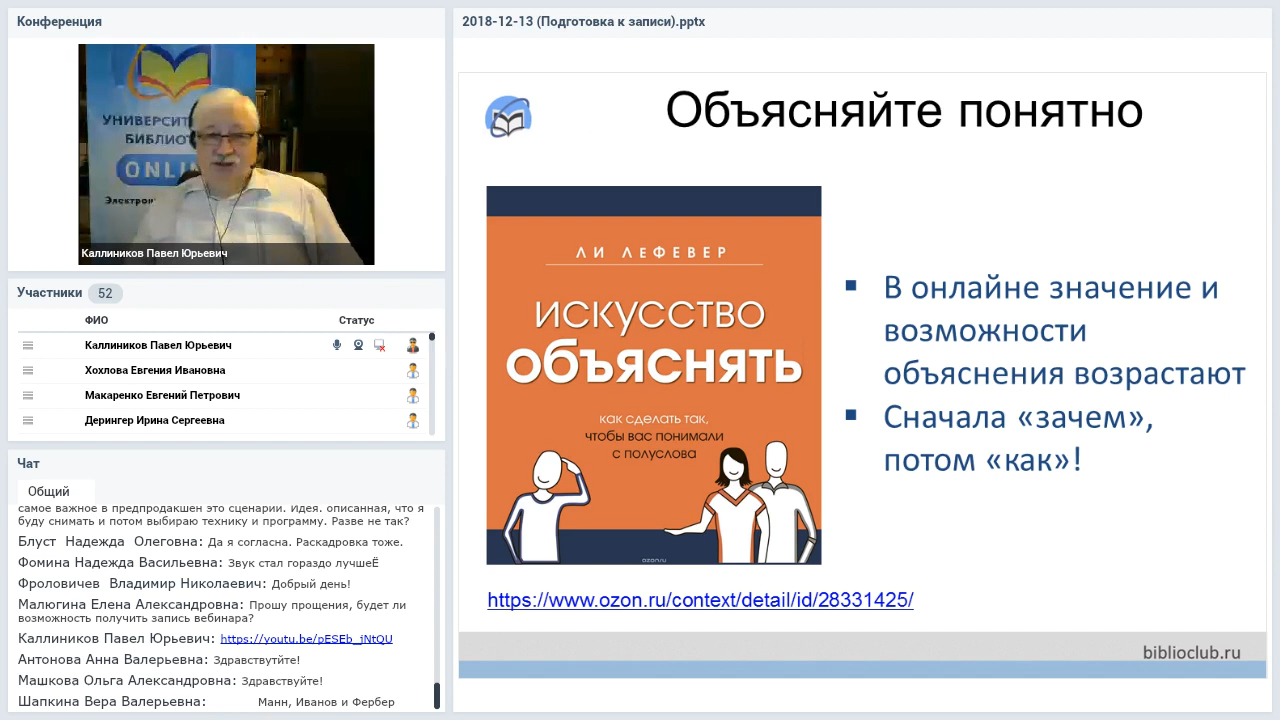 Конференция
УНИВЕРСИТ
БИБЛИОТ
ONLIN
Электрон
Каллиников Павел Юрьевич
Участники 52
ФИО Статус
Каллиников Павел Юрьевич
Хохлова Евгения Ивановна
Макаренко Евгений Петрович
Дерингер Ирина Сергеевна
Чат
Общий
самое важное в предпродакшен это сценарии. Идея. описанная, что я
буду снимать и потом выбираю технику и программу. Разве не так?
Блуст Надежда Олеговна: Да я согласна. Раскадровка тоже.
Фомина Надежда Васильевна: Звук стал гораздо лучшеЁ
Фроловичев Владимир Николаевич: Добрый день!
Малюгина Елена Александровна: Прошу прощения, будет ли
возможность получить запись вебинара?
Каллиников Павел Юрьевич: https://youtu.be/pESEb_jNtQU
Антонова Анна Валерьевна: Здравствутйте!
Машкова Ольга Александровна: Здравствуйте!
Шапкина Вера Валерьевна: Манн, Иванов и Фербер
2018-12-13 (Подготовка к записи).pptx
Объясняйте понятно
ЛИ ЛЕФЕВЕР
ИСКУССТВО
ОБЪЯСНЯТЬ
как сделать так,
чтобы вас понимали
с полуслова
ozon.ru
▪ В онлайне значение и
возможности
объяснения возрастают
▪ Сначала «зачем»,
потом «как»!
https://www.ozon.ru/context/detail/id/28331425/
biblioclub.ru